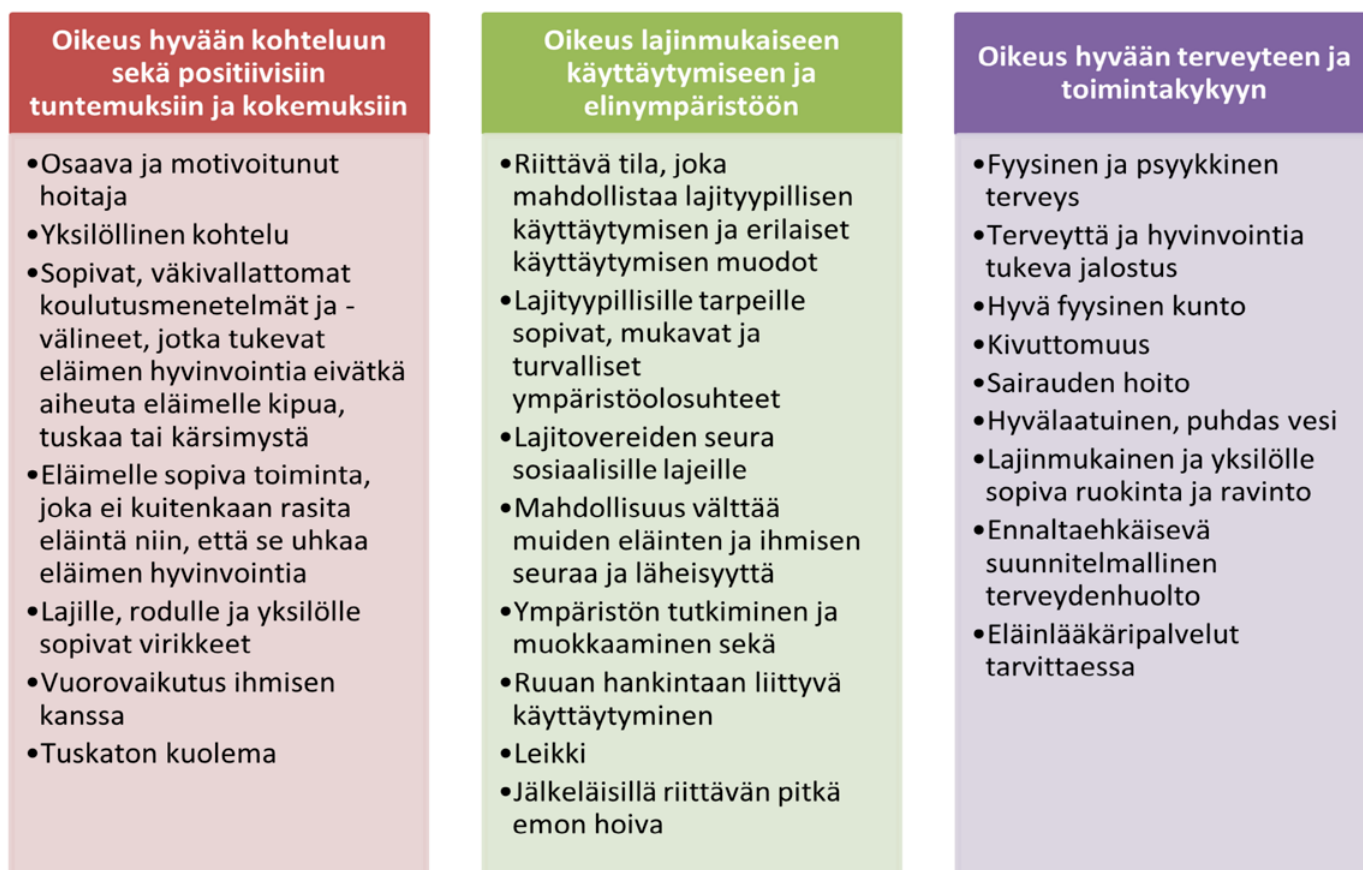 Oikeus hyvään kohteluun
sekä positiivisiin
tuntemuksiin ja kokemuksiin
•Osaava ja motivoitunut
hoitaja
•Yksilöllinen kohtelu
•Sopivat, väkivallattomat
koulutusmenetelmät ja -
välineet, jotka tukevat
eläimen hyvinvointia eivätkä
aiheuta eläimelle kipua,
tuskaa tai kärsimystä
•Eläimelle sopiva toiminta,
joka ei kuitenkaan rasita
eläintä niin, että se uhkaa
eläimen hyvinvointia
•Lajille, rodulle ja yksilölle
sopivat virikkeet
•Vuorovaikutus ihmisen
kanssa
•Tuskaton kuolema
Oikeus lajinmukaiseen
käyttäytymiseen ja
elinympäristöön
•Riittävä tila, joka
mahdollistaa lajityypillisen
käyttäytymisen ja erilaiset
käyttäytymisen muodot
•Lajityypillisille tarpeille
sopivat, mukavat ja
turvalliset
ympäristöolosuhteet
•Lajitovereiden seura
sosiaalisille lajeille
•Mahdollisuus välttää
muiden eläinten ja ihmisen
seuraa ja läheisyyttä
•Ympäristön tutkiminen ja
muokkaaminen sekä
•Ruuan hankintaan liittyvä
käyttäytyminen
•Leikki
•Jälkeläisillä riittävän pitkä
emon hoiva
Oikeus hyvään terveyteen ja
toimintakykyyn
•Fyysinen ja psyykkinen
terveys
•Terveyttä ja hyvinvointia
tukeva jalostus
•Hyvä fyysinen kunto
•Kivuttomuus
•Sairauden hoito
•Hyvälaatuinen, puhdas vesi
•Lajinmukainen ja yksilölle
sopiva ruokinta ja ravinto
•Ennaltaehkäisevä
suunnitelmallinen
terveydenhuolto
•Eläinlääkäripalvelut
tarvittaessa